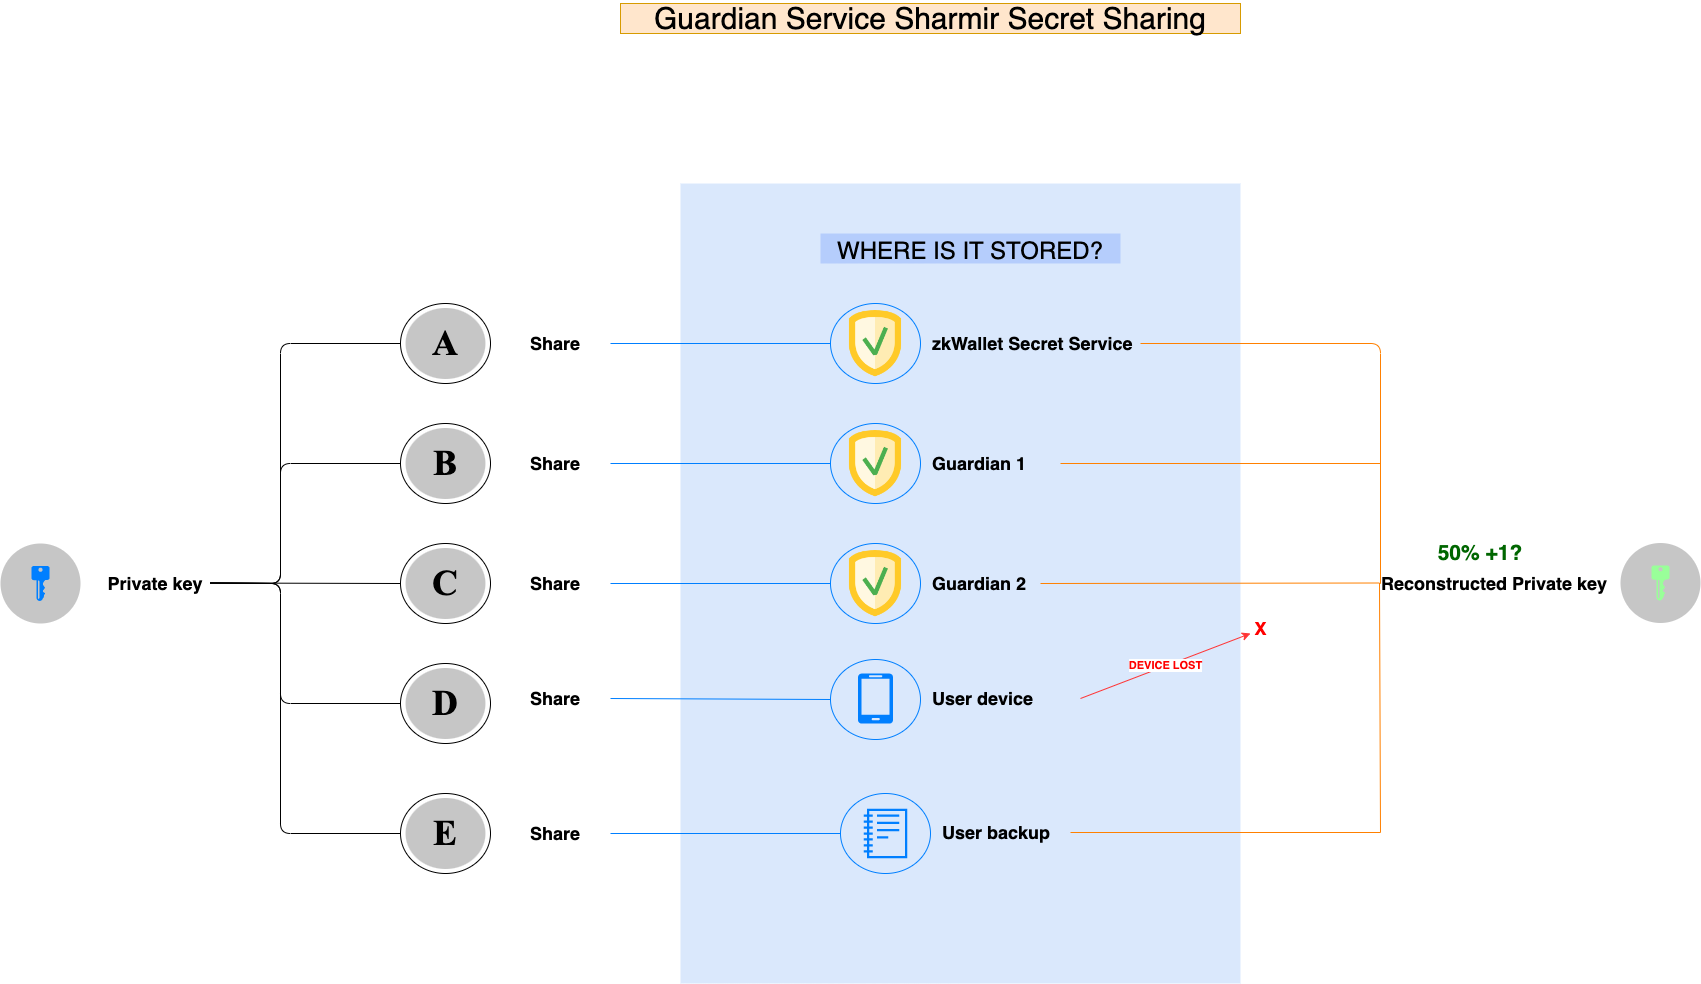 Guardian Service Sharmir Secret Sharing
WHERE IS IT STORED?
A
Share
zkWallet Secret Service
B
Share
Guardian 1
50% +1?
Private key
C
Share
Guardian 2
Reconstructed Private key
X
DEVICE LOST
D
Share
User device
E
Share
User backup